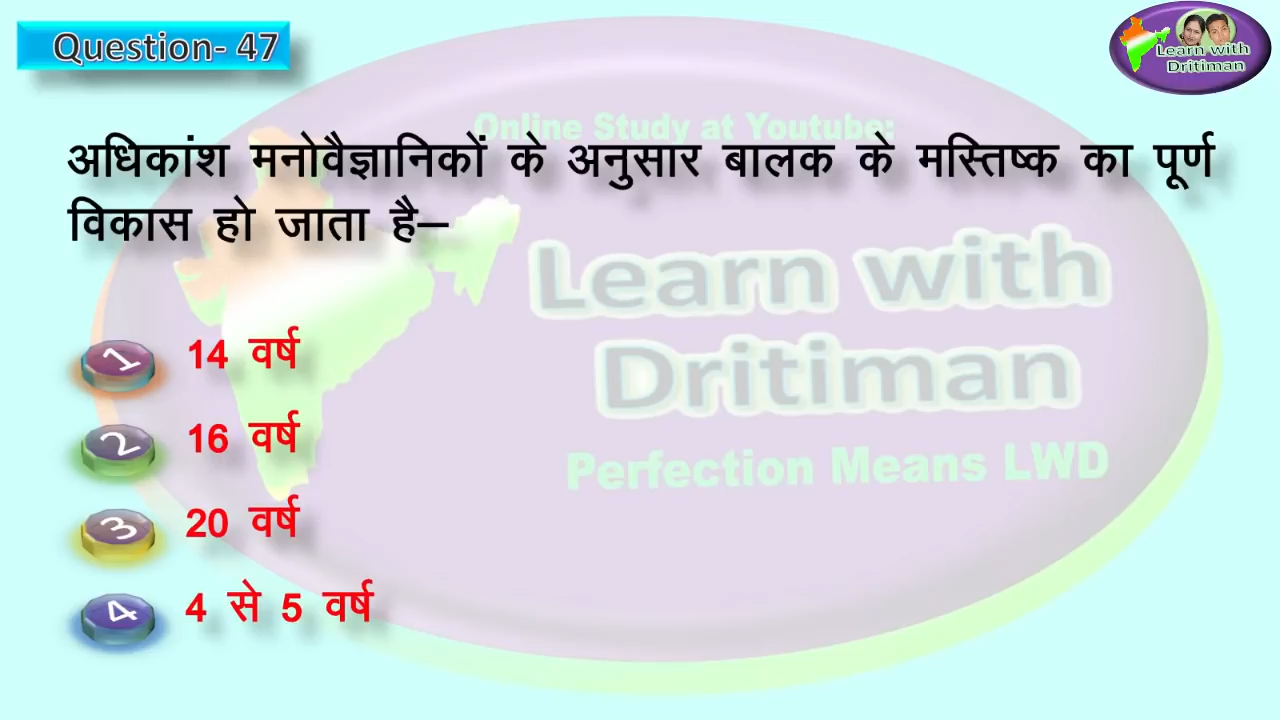 Question- 47
Learn with
Dritiman
Online Study at Youtube:
अधिकांश मनोवैज्ञानिकों के अनुसार बालक के मस्तिष्क का पूर्ण
विकास हो जाता है–
Learn with
Dritiman
Perfection Means LWD
1 14 वर्ष
2 16 वर्ष
3 20 वर्ष
4 4 से 5 वर्ष